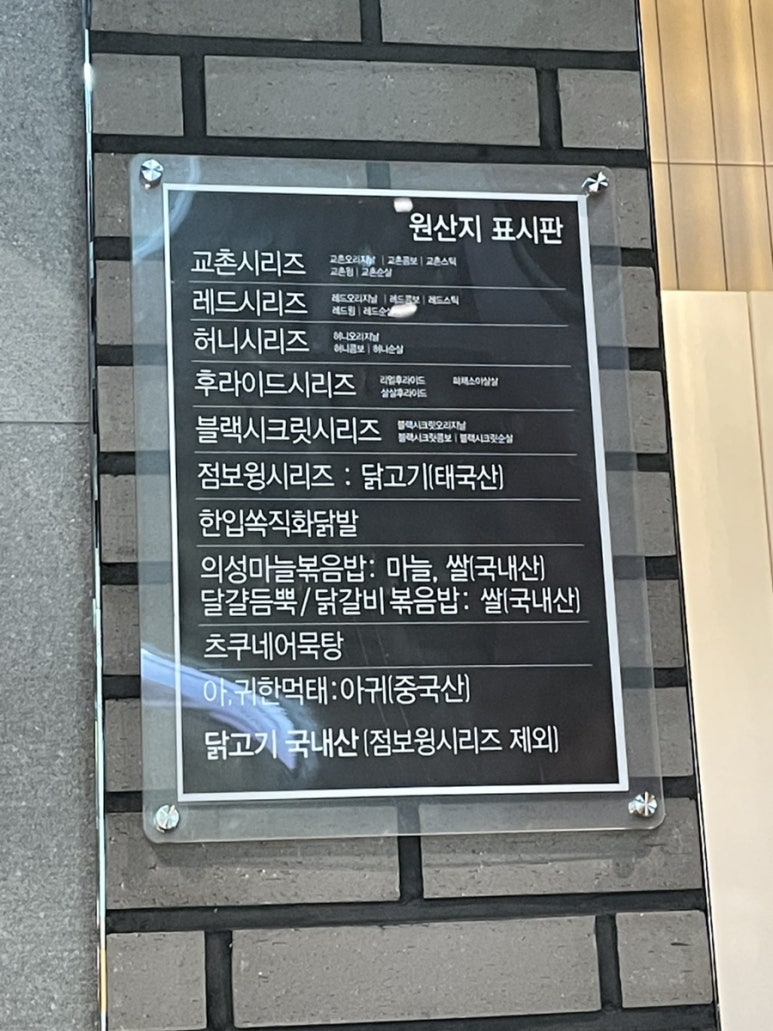 원산지 표시판
교촌시리즈 교촌오리지날 | 교촌콤보 | 교촌스틱
교촌윙 | 교촌순살
레드시리즈 레드오리지날 | 레드콤보 | 레드스틱
레드윙 | 레드순살
허니시리즈 허니오리지날
허니콤보 | 허니순살
후라이드시리즈 리얼후라이드 파채소이살살
살살후라이드
블랙시크릿시리즈 블랙시크릿오리지날
블랙시크릿콤보 | 블랙시크릿순살
점보윙시리즈 : 닭고기(태국산)
한입쏙직화닭발
의성마늘볶음밥: 마늘, 쌀(국내산)
달걀듬뿍/닭갈비 볶음밥: 쌀(국내산)
츠쿠네어묵탕
아,귀한먹태:아귀(중국산)
닭고기 국내산(점보윙시리즈 제외)